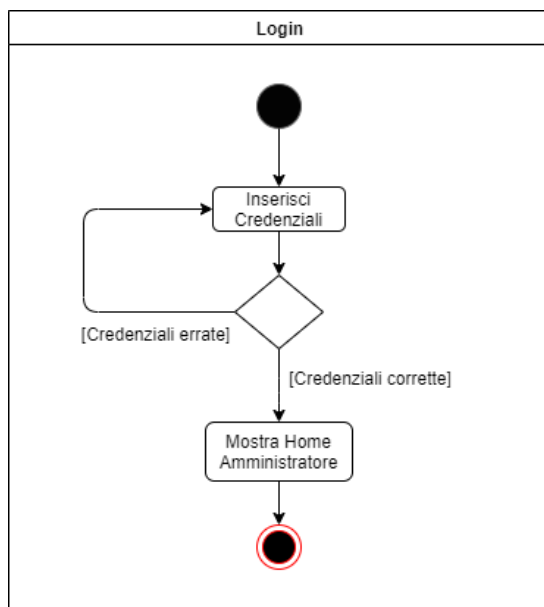 Login
Inserisci
Credenziali
[Credenziali errate]
[Credenziali corrette]
Mostra Home
Amministratore